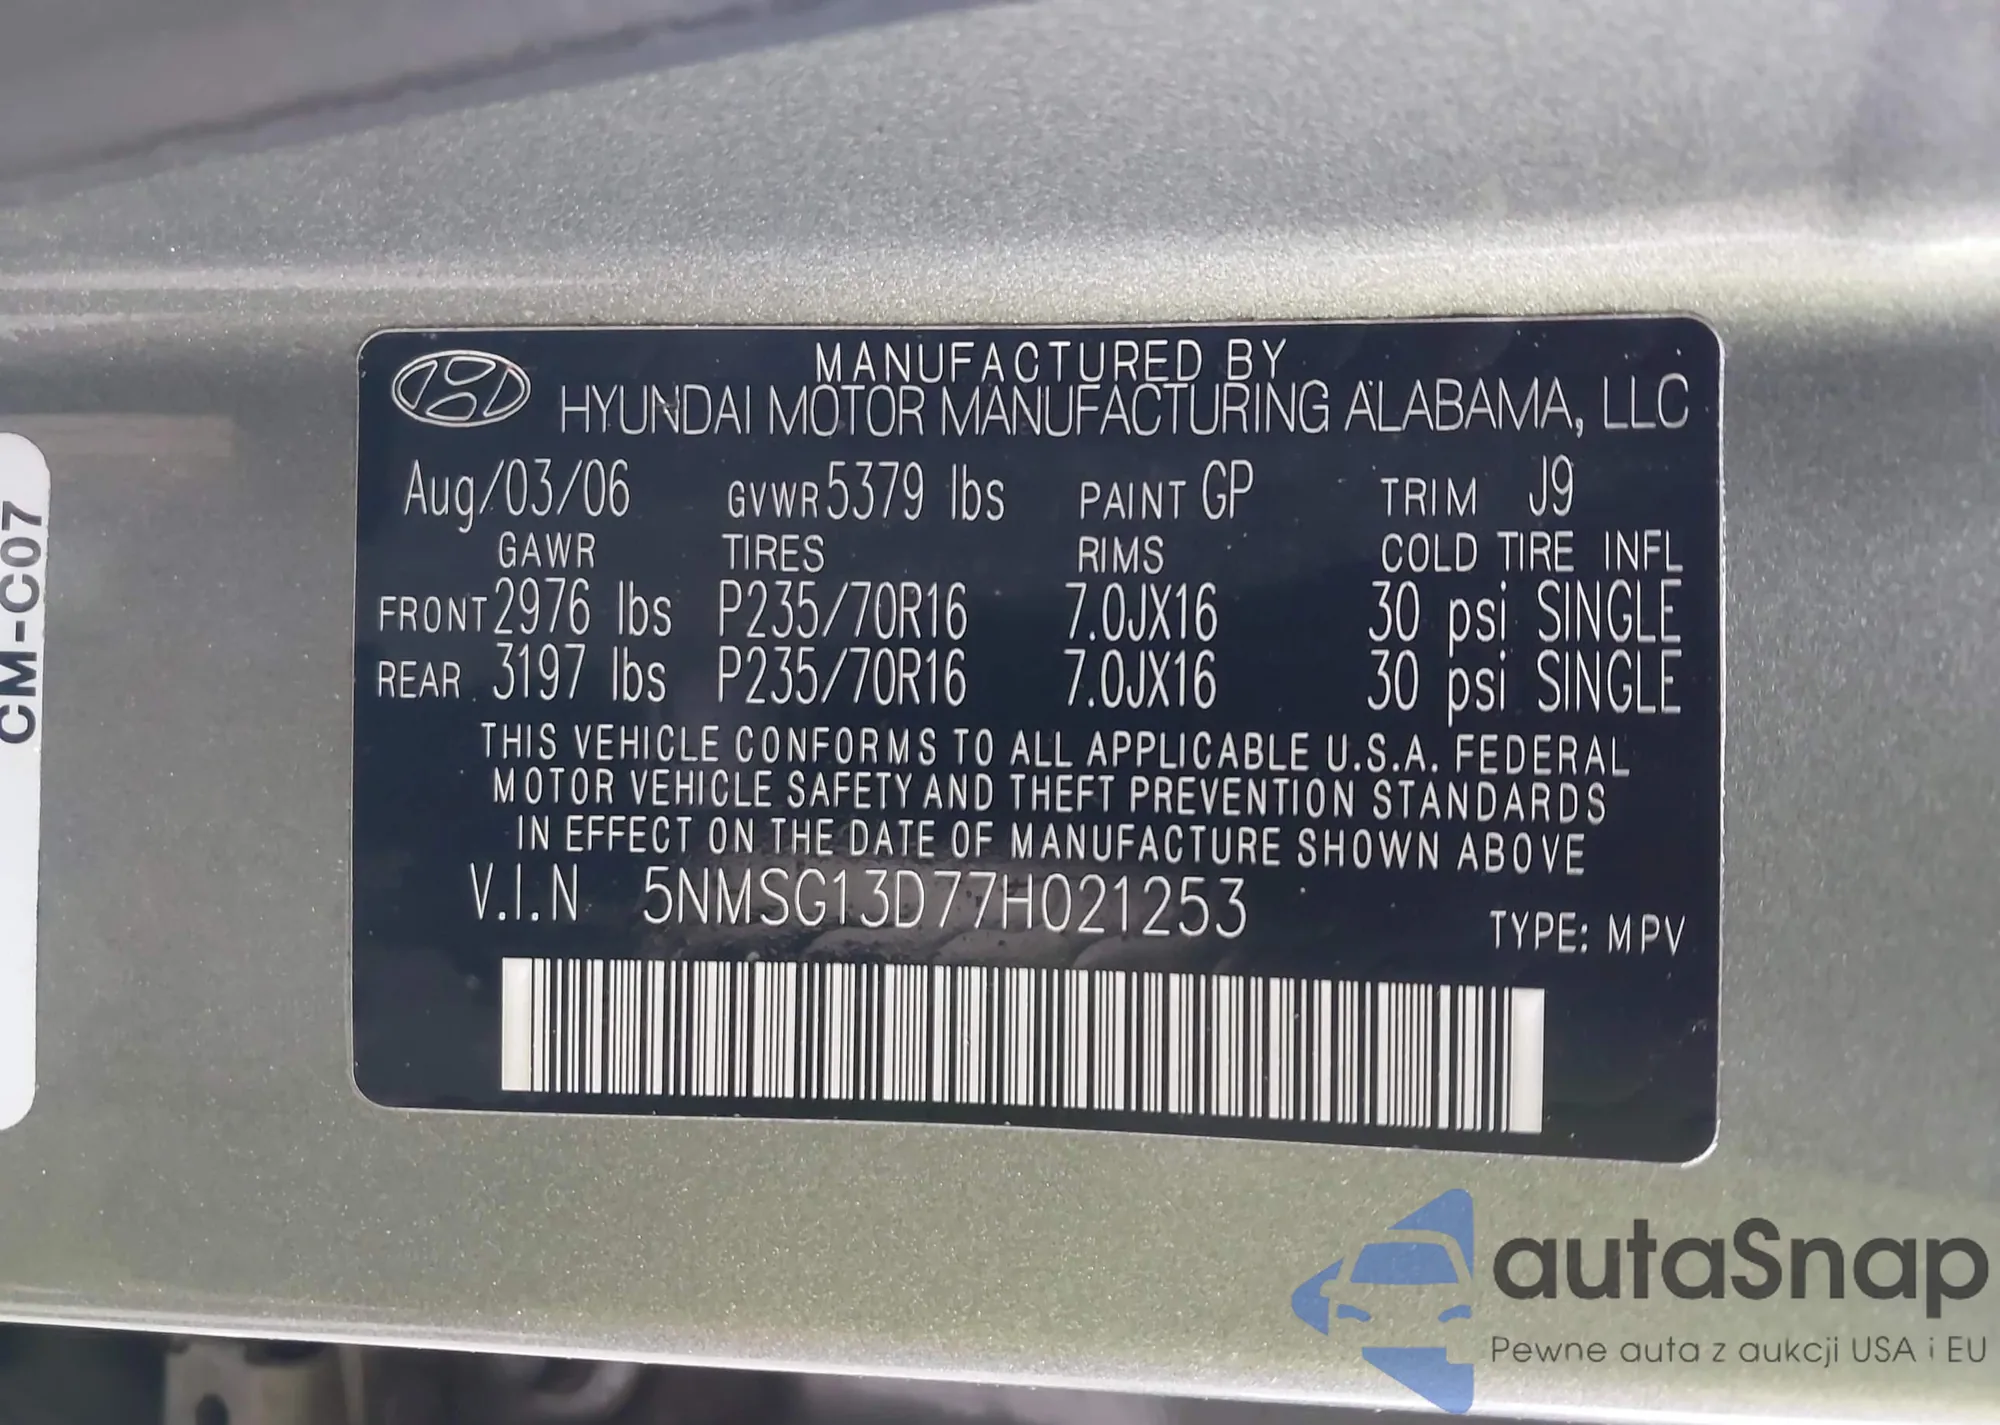 MANUFACTURED BY
HYUNDAI MOTOR MANUFACTURING ALABAMA, LLC
Aug/03/06 GVWR 5379 lbs PAINT GP TRIM J9
GAWR TIRES RIMS COLD TIRE INFL
FRONT 2976 lbs P235/70R16 7.0JX16 30 psi SINGLE
REAR 3197 lbs P235/70R16 7.0JX16 30 psi SINGLE
THIS VEHICLE CONFORMS TO ALL APPLICABLE U.S.A. FEDERAL
MOTOR VEHICLE SAFETY AND THEFT PREVENTION STANDARDS
IN EFFECT ON THE DATE OF MANUFACTURE SHOWN ABOVE
V.I.N 5NMSG13D77H021253
TYPE: MPV
CM-C07
autaSnap
Pewne auta z aukcji USA i EU